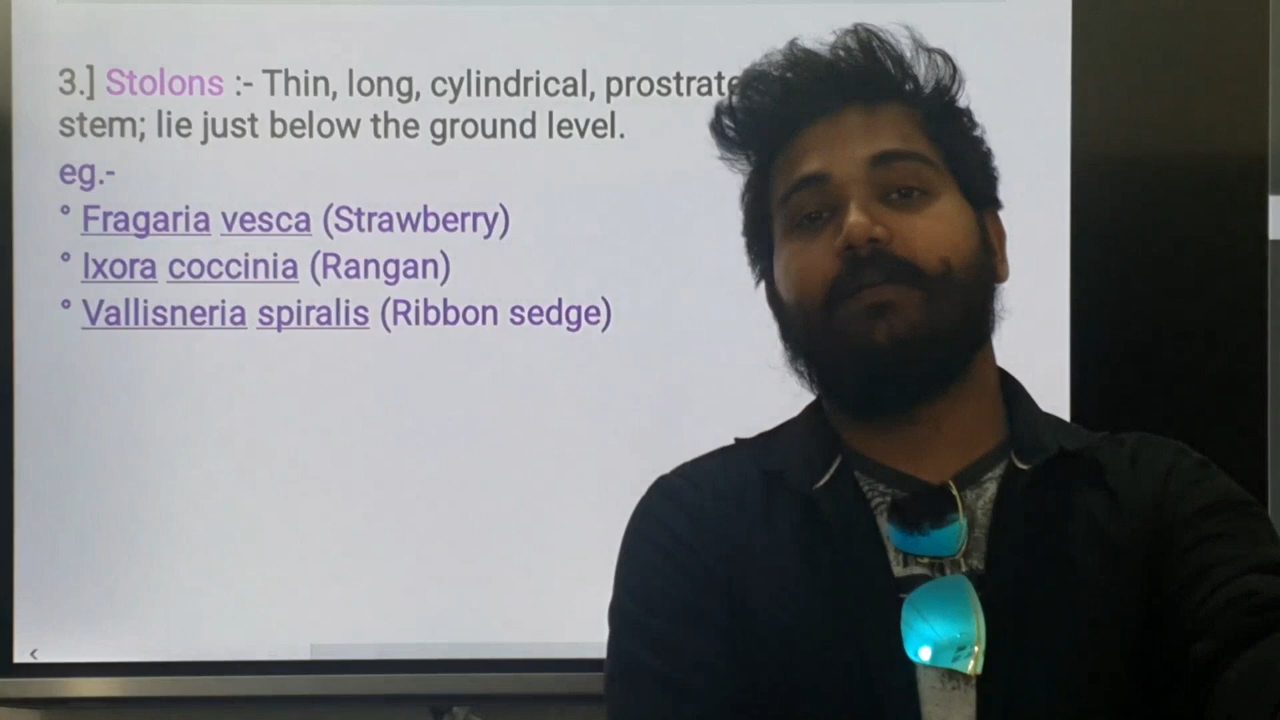 3.] Stolons :- Thin, long, cylindrical, prostrate
stem; lie just below the ground level.
eg.-
° Fragaria vesca (Strawberry)
° Ixora coccinia (Rangan)
° Vallisneria spiralis (Ribbon sedge)